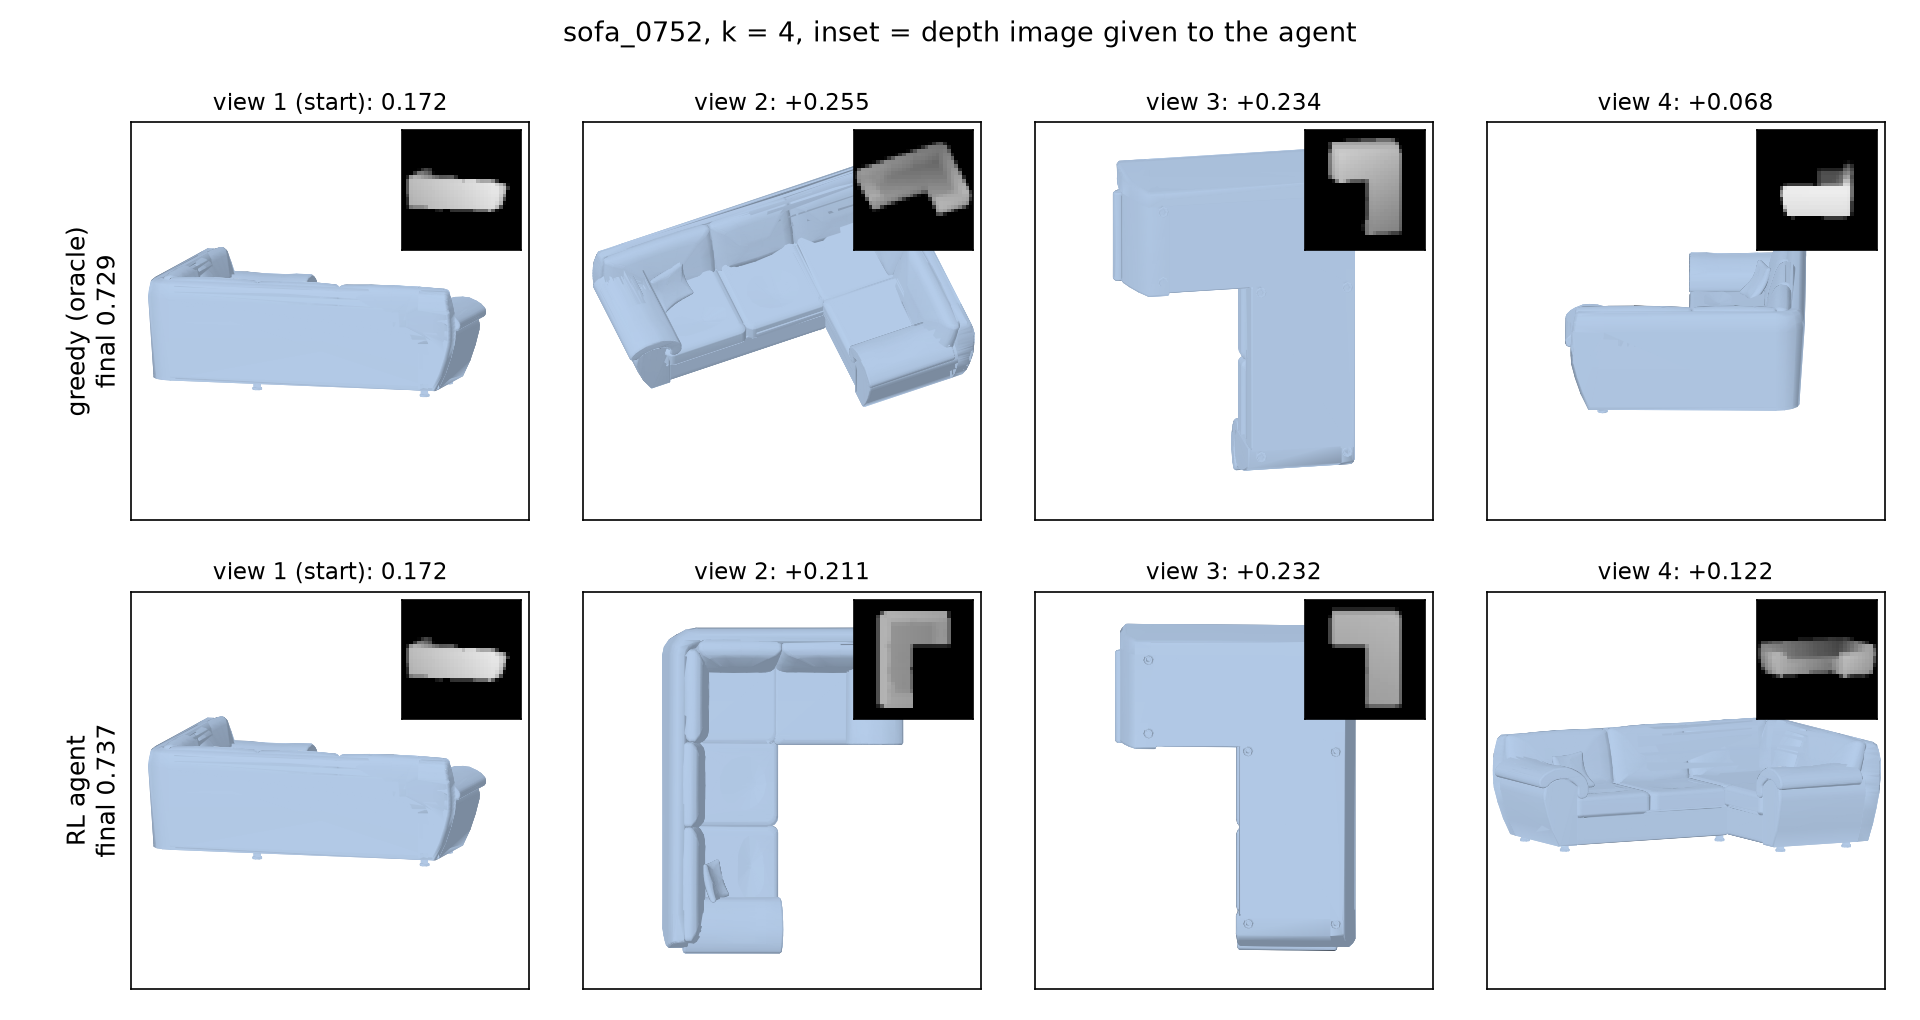 sofa_0752, k = 4, inset = depth image given to the agent
view 1 (start): 0.172
view 2: +0.255
view 3: +0.234
view 4: +0.068
greedy (oracle)
final 0.729
view 1 (start): 0.172
view 2: +0.211
view 3: +0.232
view 4: +0.122
RL agent
final 0.737